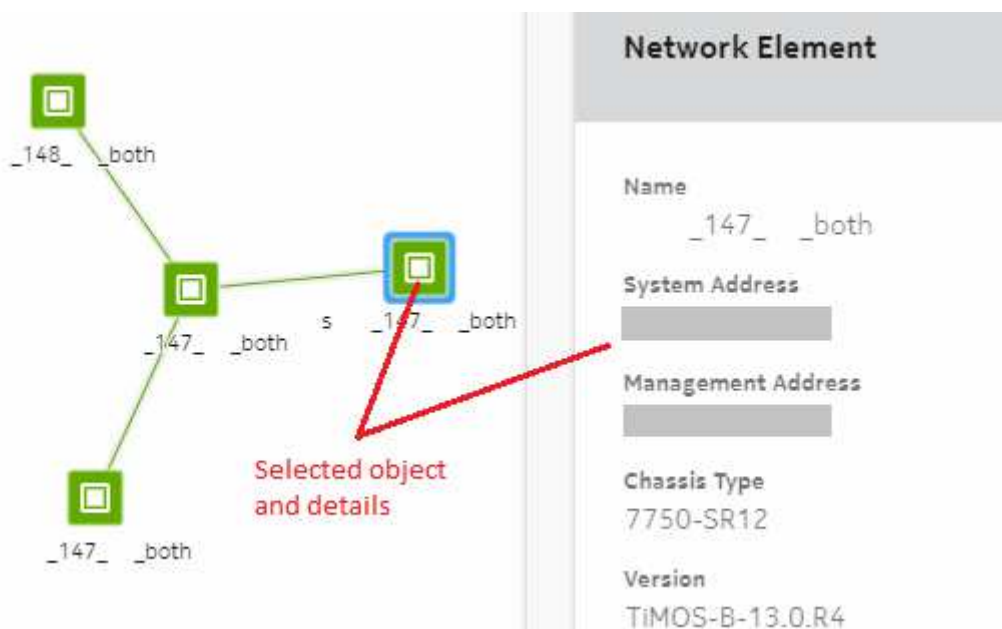 _148_ _both
_147_ _both
s _147_ _both
_147_ _both
Selected object
and details
Network Element
Name
_147_ _both
System Address
Management Address
Chassis Type
7750-SR12
Version
TiMOS-B-13.0.R4